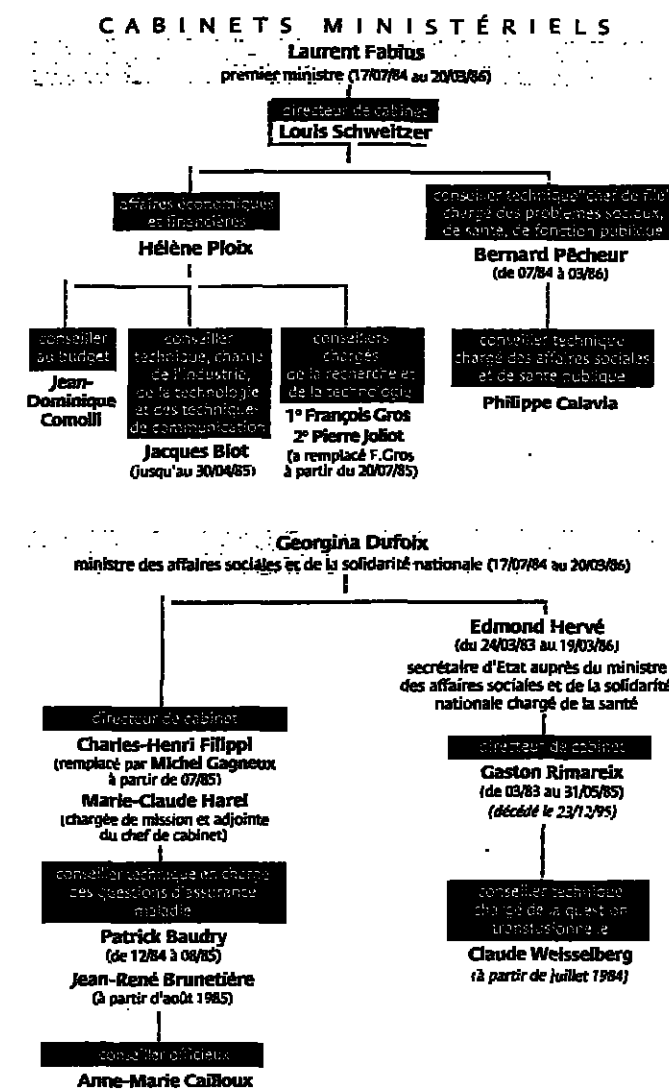 CABINETS MINISTÉRIELS
Laurent Fabius
premier ministre (17/07/84 au 20/03/86)
directeur de cabinet
Louis Schweitzer
affaires économiques
et financières
Hélène Ploix
conseiller technique "chef de file"
chargé des problèmes sociaux,
de santé, de fonction publique
Bernard Pêcheur
(de 07/84 à 03/86)
conseiller
au budget
Jean-
Dominique
Comolli
conseiller
technique, chargé
de l'industrie,
de la technologie
et des techniques
de communication
Jacques Biot
(jusqu'au 30/04/85)
conseillers
chargés
de la recherche et
de la technologie
1° François Gros
2° Pierre Joliot
(a remplacé F.Gros
à partir du 20/07/85)
conseiller technique
chargé des affaires sociales
et de santé publique
Philippe Calavia
Georgina Dufoix
ministre des affaires sociales et de la solidarité nationale (17/07/84 au 20/03/86)
directeur de cabinet
Charles-Henri Filippi
(remplacé par Michel Gagneux
à partir de 07/85)
Marie-Claude Harel
(chargée de mission et adjointe
du chef de cabinet)
conseiller technique en charge
des questions d'assurance
maladie
Patrick Baudry
(de 12/84 à 08/85)
Jean-René Brunetière
(à partir d'août 1985)
conseiller officieux
Anne-Marie Cailloux
Edmond Hervé
(du 24/03/83 au 19/03/86)
secrétaire d'Etat auprès du ministre
des affaires sociales et de la solidarité
nationale chargé de la santé
directeur de cabinet
Gaston Rimareix
(de 03/83 au 31/05/85)
(décédé le 23/12/95)
conseiller technique
chargé de la question
transfusionnelle
Claude Weisselberg
(à partir de juillet 1984)